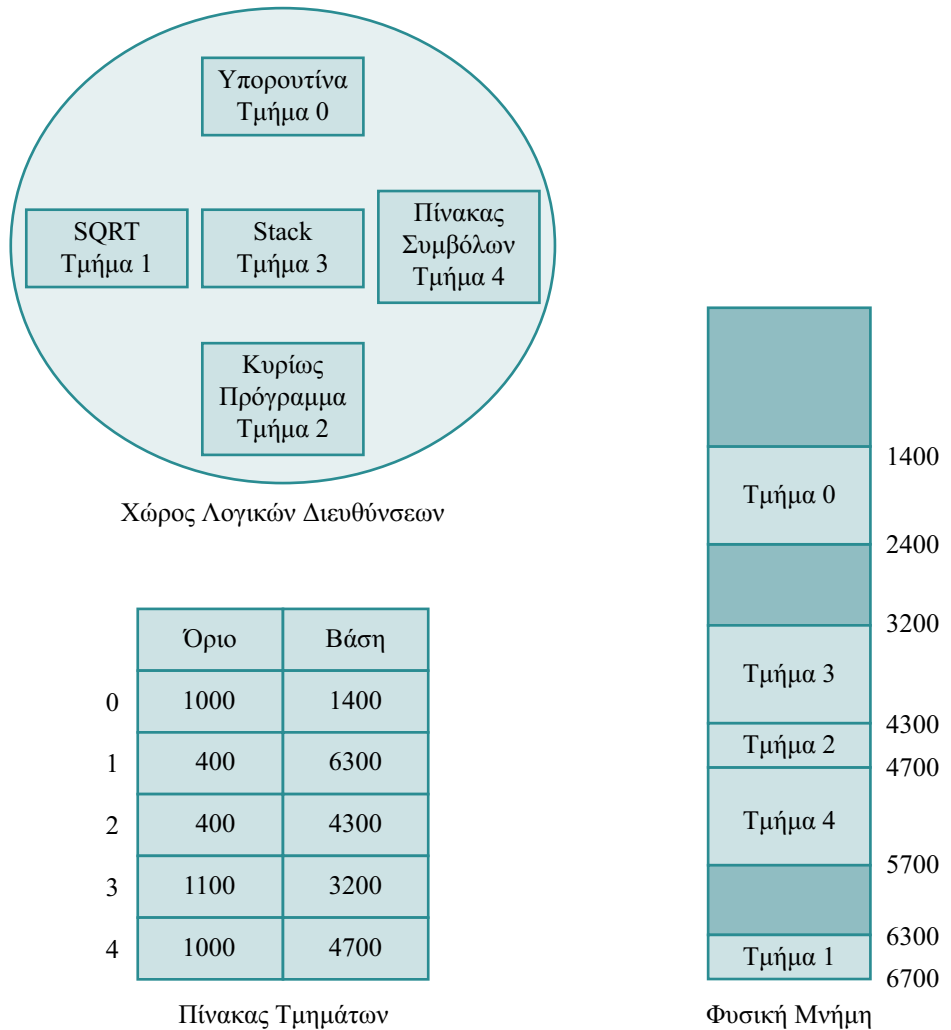 Υπορουτίνα
Τμήμα 0
SQRT
Τμήμα 1
Stack
Τμήμα 3
Πίνακας
Συμβόλων
Τμήμα 4
Κυρίως
Πρόγραμμα
Τμήμα 2
Χώρος Λογικών Διευθύνσεων
Όριο Βάση
0 1000 1400
1 400 6300
2 400 4300
3 1100 3200
4 1000 4700
Πίνακας Τμημάτων
1400
Τμήμα 0
2400
3200
Τμήμα 3
4300
Τμήμα 2
4700
Τμήμα 4
5700
6300
Τμήμα 1
6700
Φυσική Μνήμη